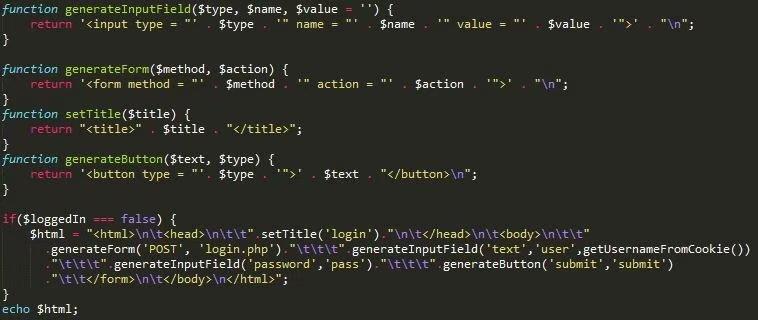 function generateInputField($type, $name, $value = '') {
    return '<input type = "' . $type . '" name = "' . $name . '" value = "' . $value . '">' . "\n";
}
function generateForm($method, $action) {
    return '<form method = "' . $method . '" action = "' . $action . '">' . "\n";
}
function setTitle($title) {
    return "<title>" . $title . "</title>";
}
function generateButton($text, $type) {
    return '<button type = "'. $type . '">' . $text . "</button>\n";
}
if($loggedIn === false) {
    $html = "<html>\n\t<head>\n\t\t".setTitle('login')."\n\t</head>\n\t<body>\n\t\t"
      .generateForm('POST', 'login.php')."\t\t\t".generateInputField('text','user',getUsernameFromCookie())
      ."\t\t\t".generateInputField('password','pass')."\t\t\t".generateButton('submit','submit')
      ."\t\t</form>\n\t</body>\n</html>";
}
echo $html;